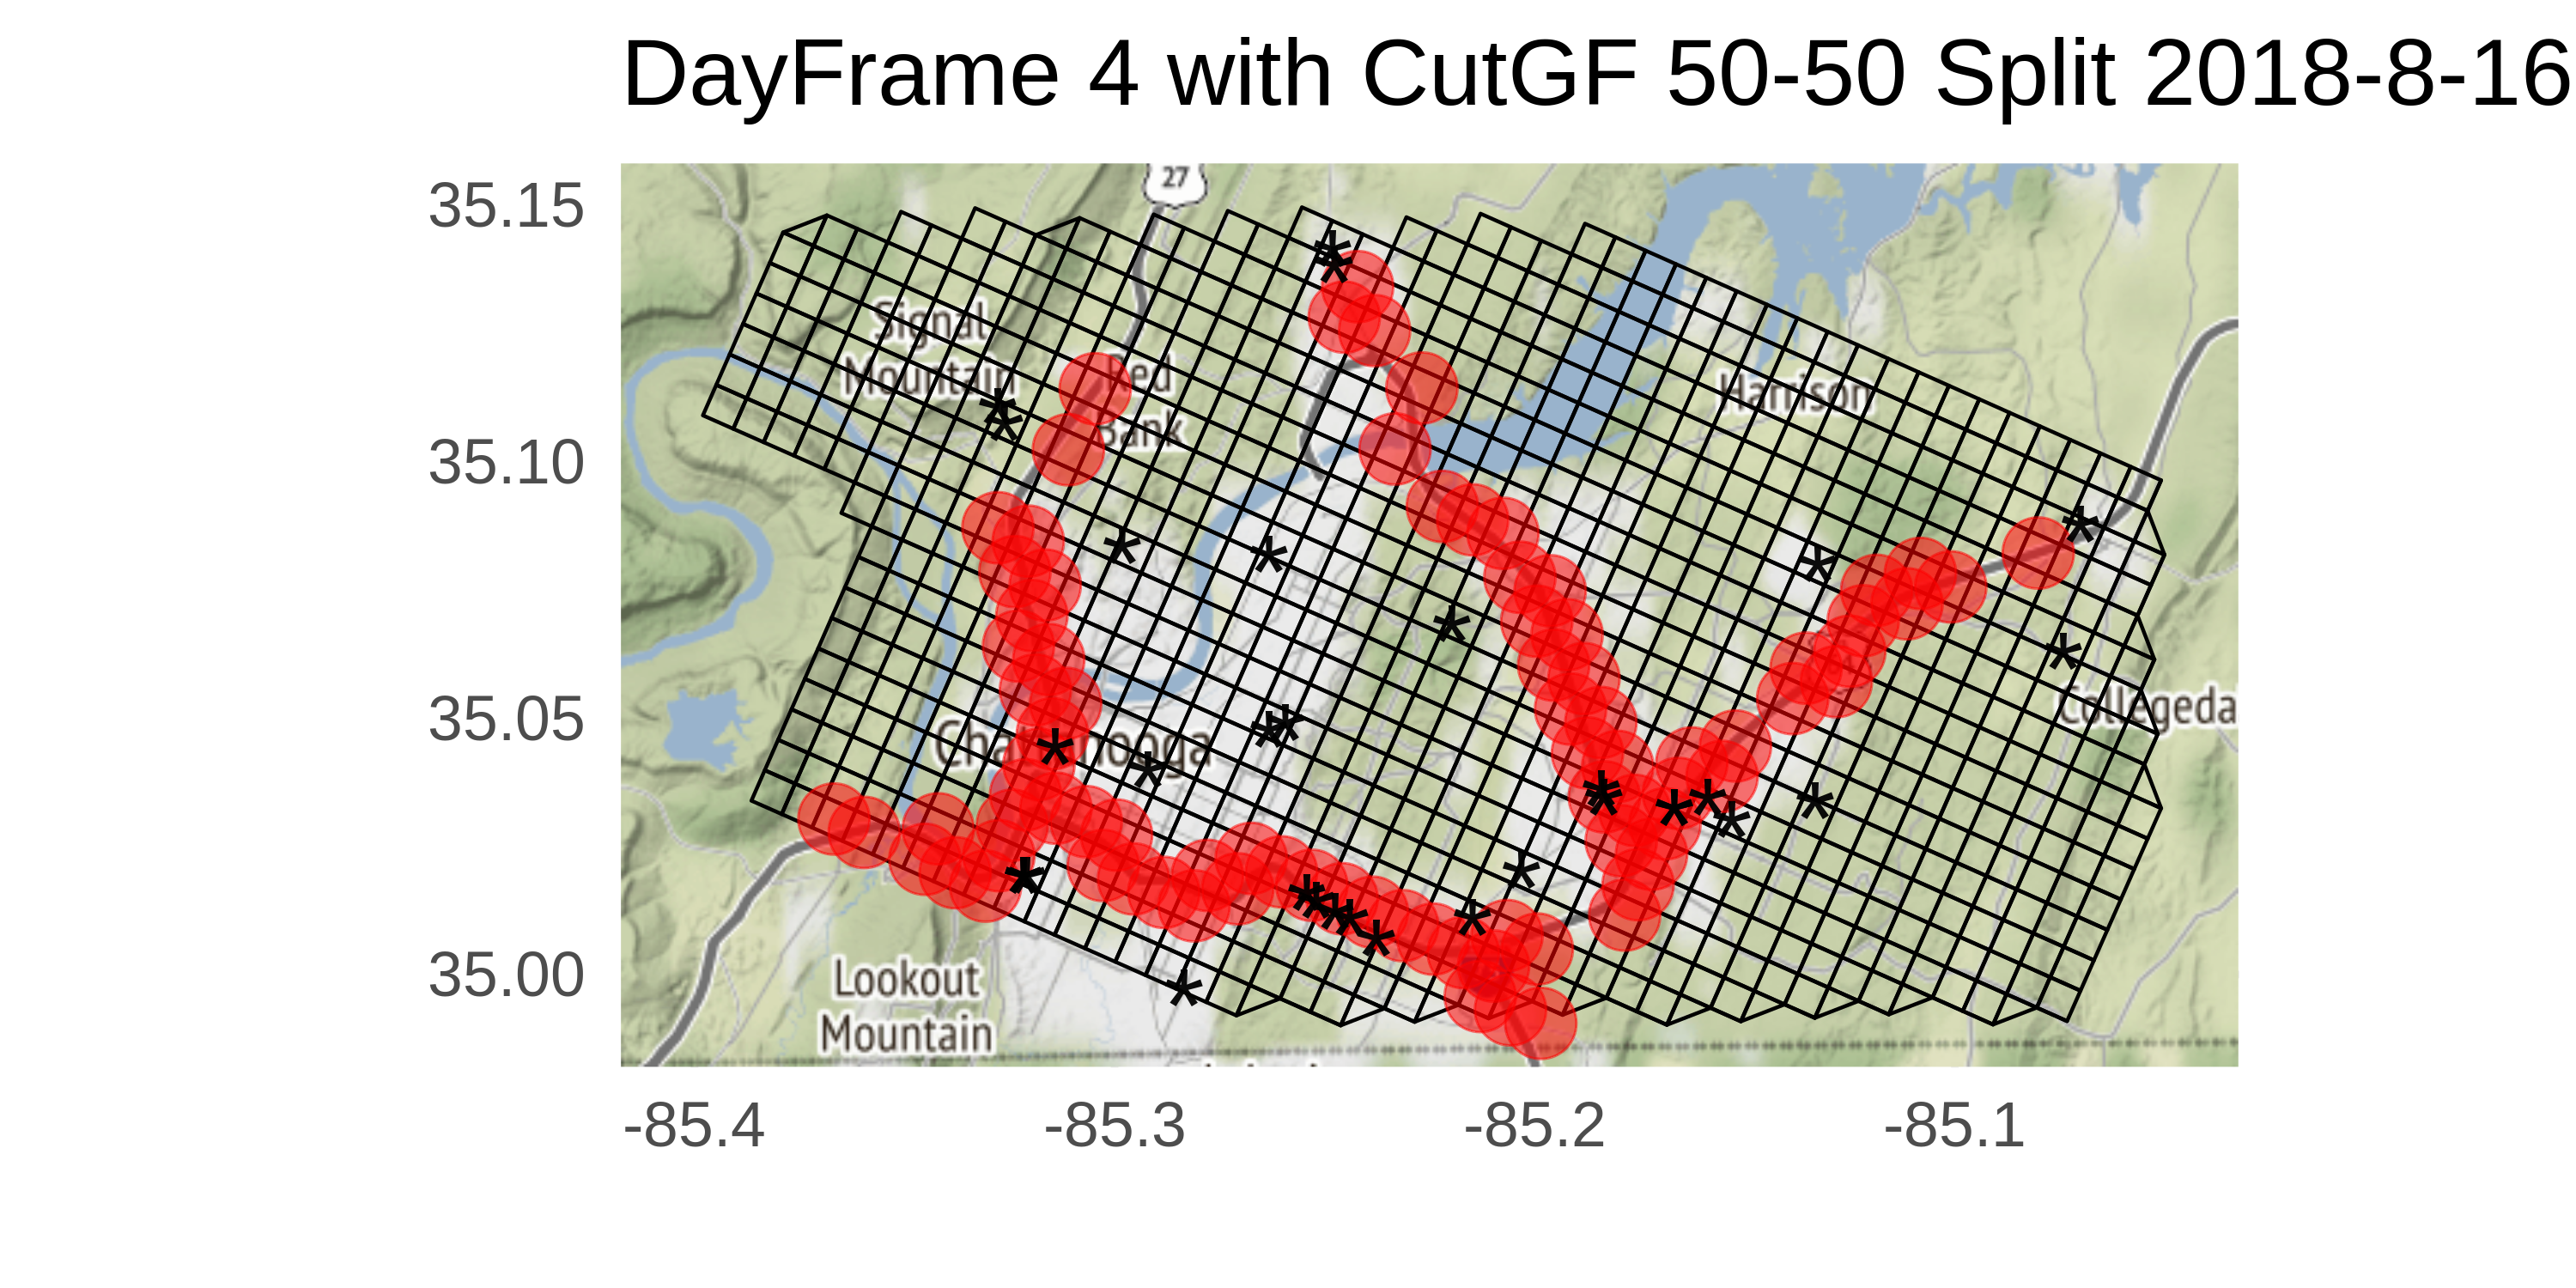 DayFrame 4 with CutGF 50-50 Split 2018-8-16
35.15
35.10
35.05
35.00
27
Signal
Mountain
Red
Bank
Harrison
Collegeda
Lookout
Mountain
-85.4
-85.3
-85.2
-85.1